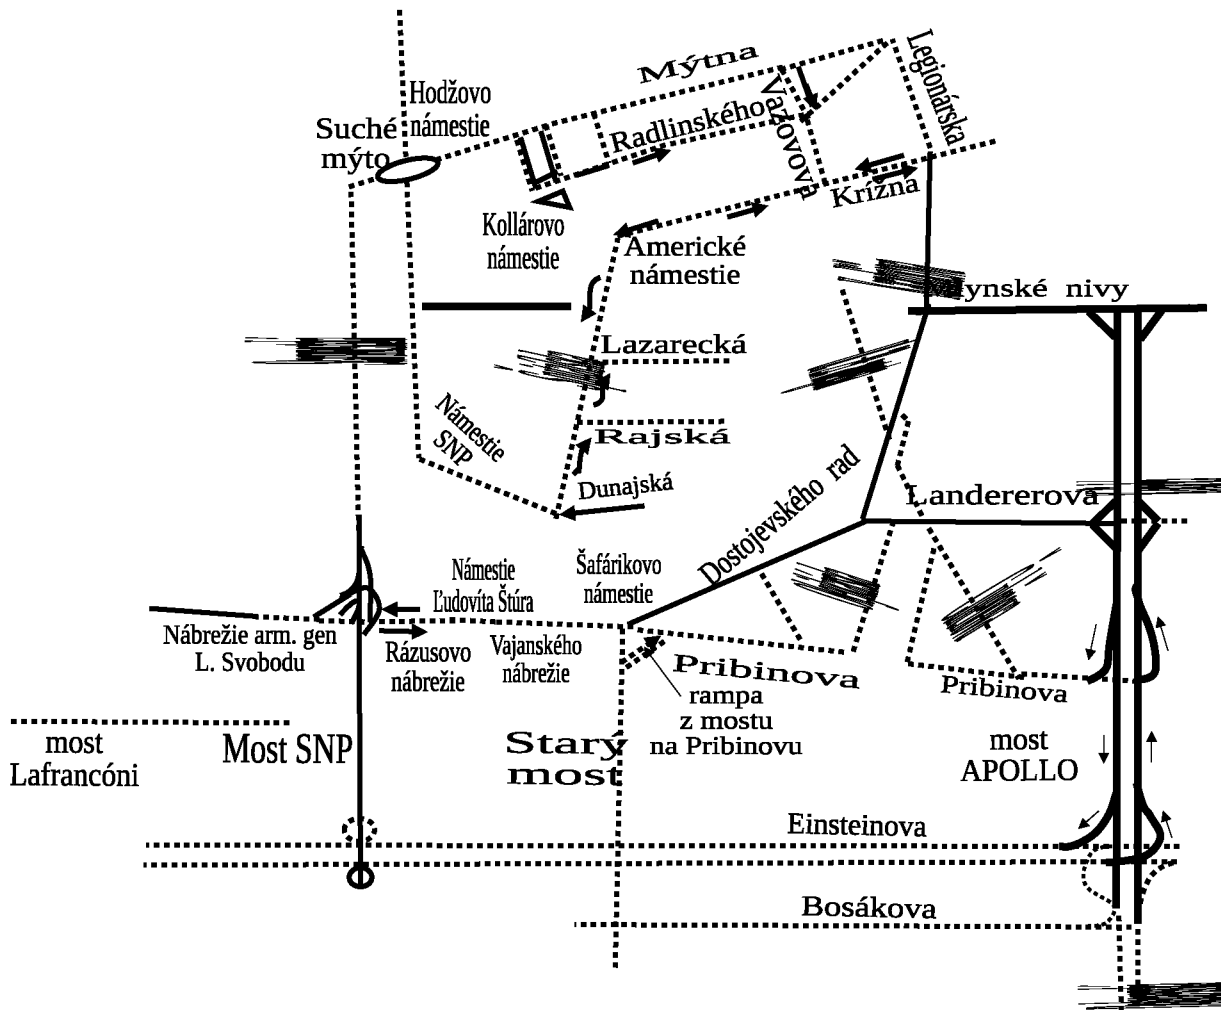 Mýtna
Legionárska
Hodžovo
námestie
Suché
mýto
Radlinského
Vazovova
Krížna
Kollárovo
námestie
Americké
námestie
Mlynské nivy
Lazarecká
Námestie
SNP
Rajská
Dunajská
Dostojevského rad
Landererova
Námestie
Ľudovíta Štúra
Šafárikovo
námestie
Nábrežie arm. gen
L. Svobodu
Rázusovo
nábrežie
Vajanského
nábrežie
Pribinova
Pribinova
rampa
z mostu
na Pribinovu
most
Lafrancóni
Most SNP
Starý
most
most
APOLLO
Einsteinova
Bosákova